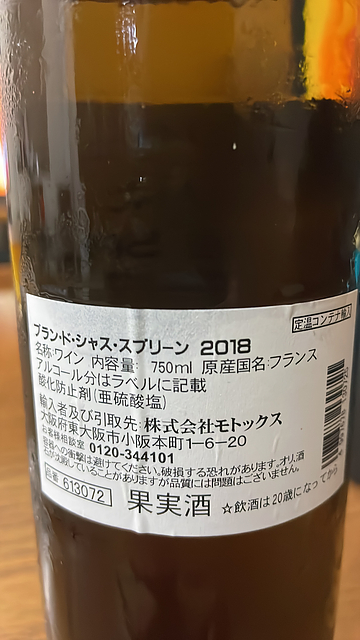 定温コンテナ輸入
ブラン・ド・シャス・スプリーン 2018
名称:ワイン 内容量: 750ml 原産国名:フランス
アルコール分はラベルに記載
酸化防止剤(亜硫酸塩)
輸入者及び引取先:株式会社モトックス
大阪府東大阪市小阪本町1-6-20
お客様相談室 0120-344101
容器への衝撃は避けてください。破損する恐れがあります。オリ、酒
石が沈澱していることがありますが品質には問題はございません。
品番 613072 果実酒 ☆飲酒は20歳になってから